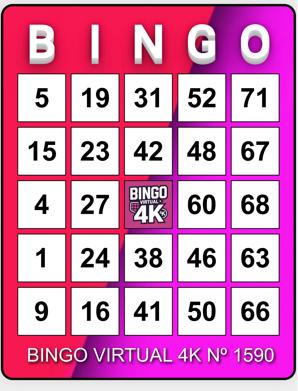 BINGO
5 19 31 52 71
15 23 42 48 67
4 27 BINGO VIRTUAL 4K 60 68
1 24 38 46 63
9 16 41 50 66
BINGO VIRTUAL 4K Nº 1590